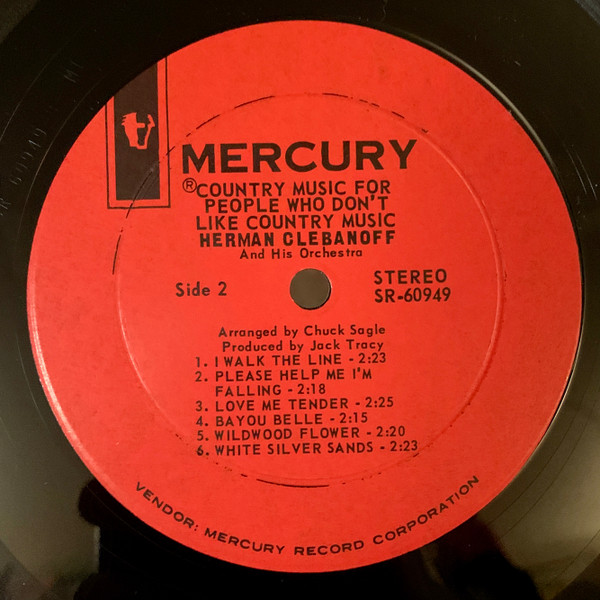 MERCURY
®COUNTRY MUSIC FOR
PEOPLE WHO DON'T
LIKE COUNTRY MUSIC
HERMAN CLEBANOFF
And His Orchestra
Side 2
STEREO
SR-60949
Arranged by Chuck Sagle
Produced by Jack Tracy
1. I WALK THE LINE - 2:23
2. PLEASE HELP ME I'M
FALLING - 2:18
3. LOVE ME TENDER - 2:25
4. BAYOU BELLE - 2:15
5. WILDWOOD FLOWER - 2:20
6. WHITE SILVER SANDS - 2:23
VENDOR: MERCURY RECORD CORPORATION